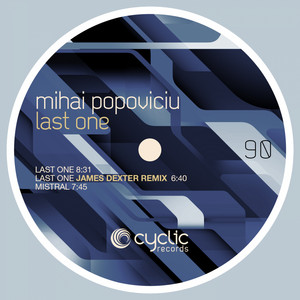 mihai popoviciu
last one
90
LAST ONE 8:31
LAST ONE JAMES DEXTER REMIX 6:40
MISTRAL 7:45
cyclic
records